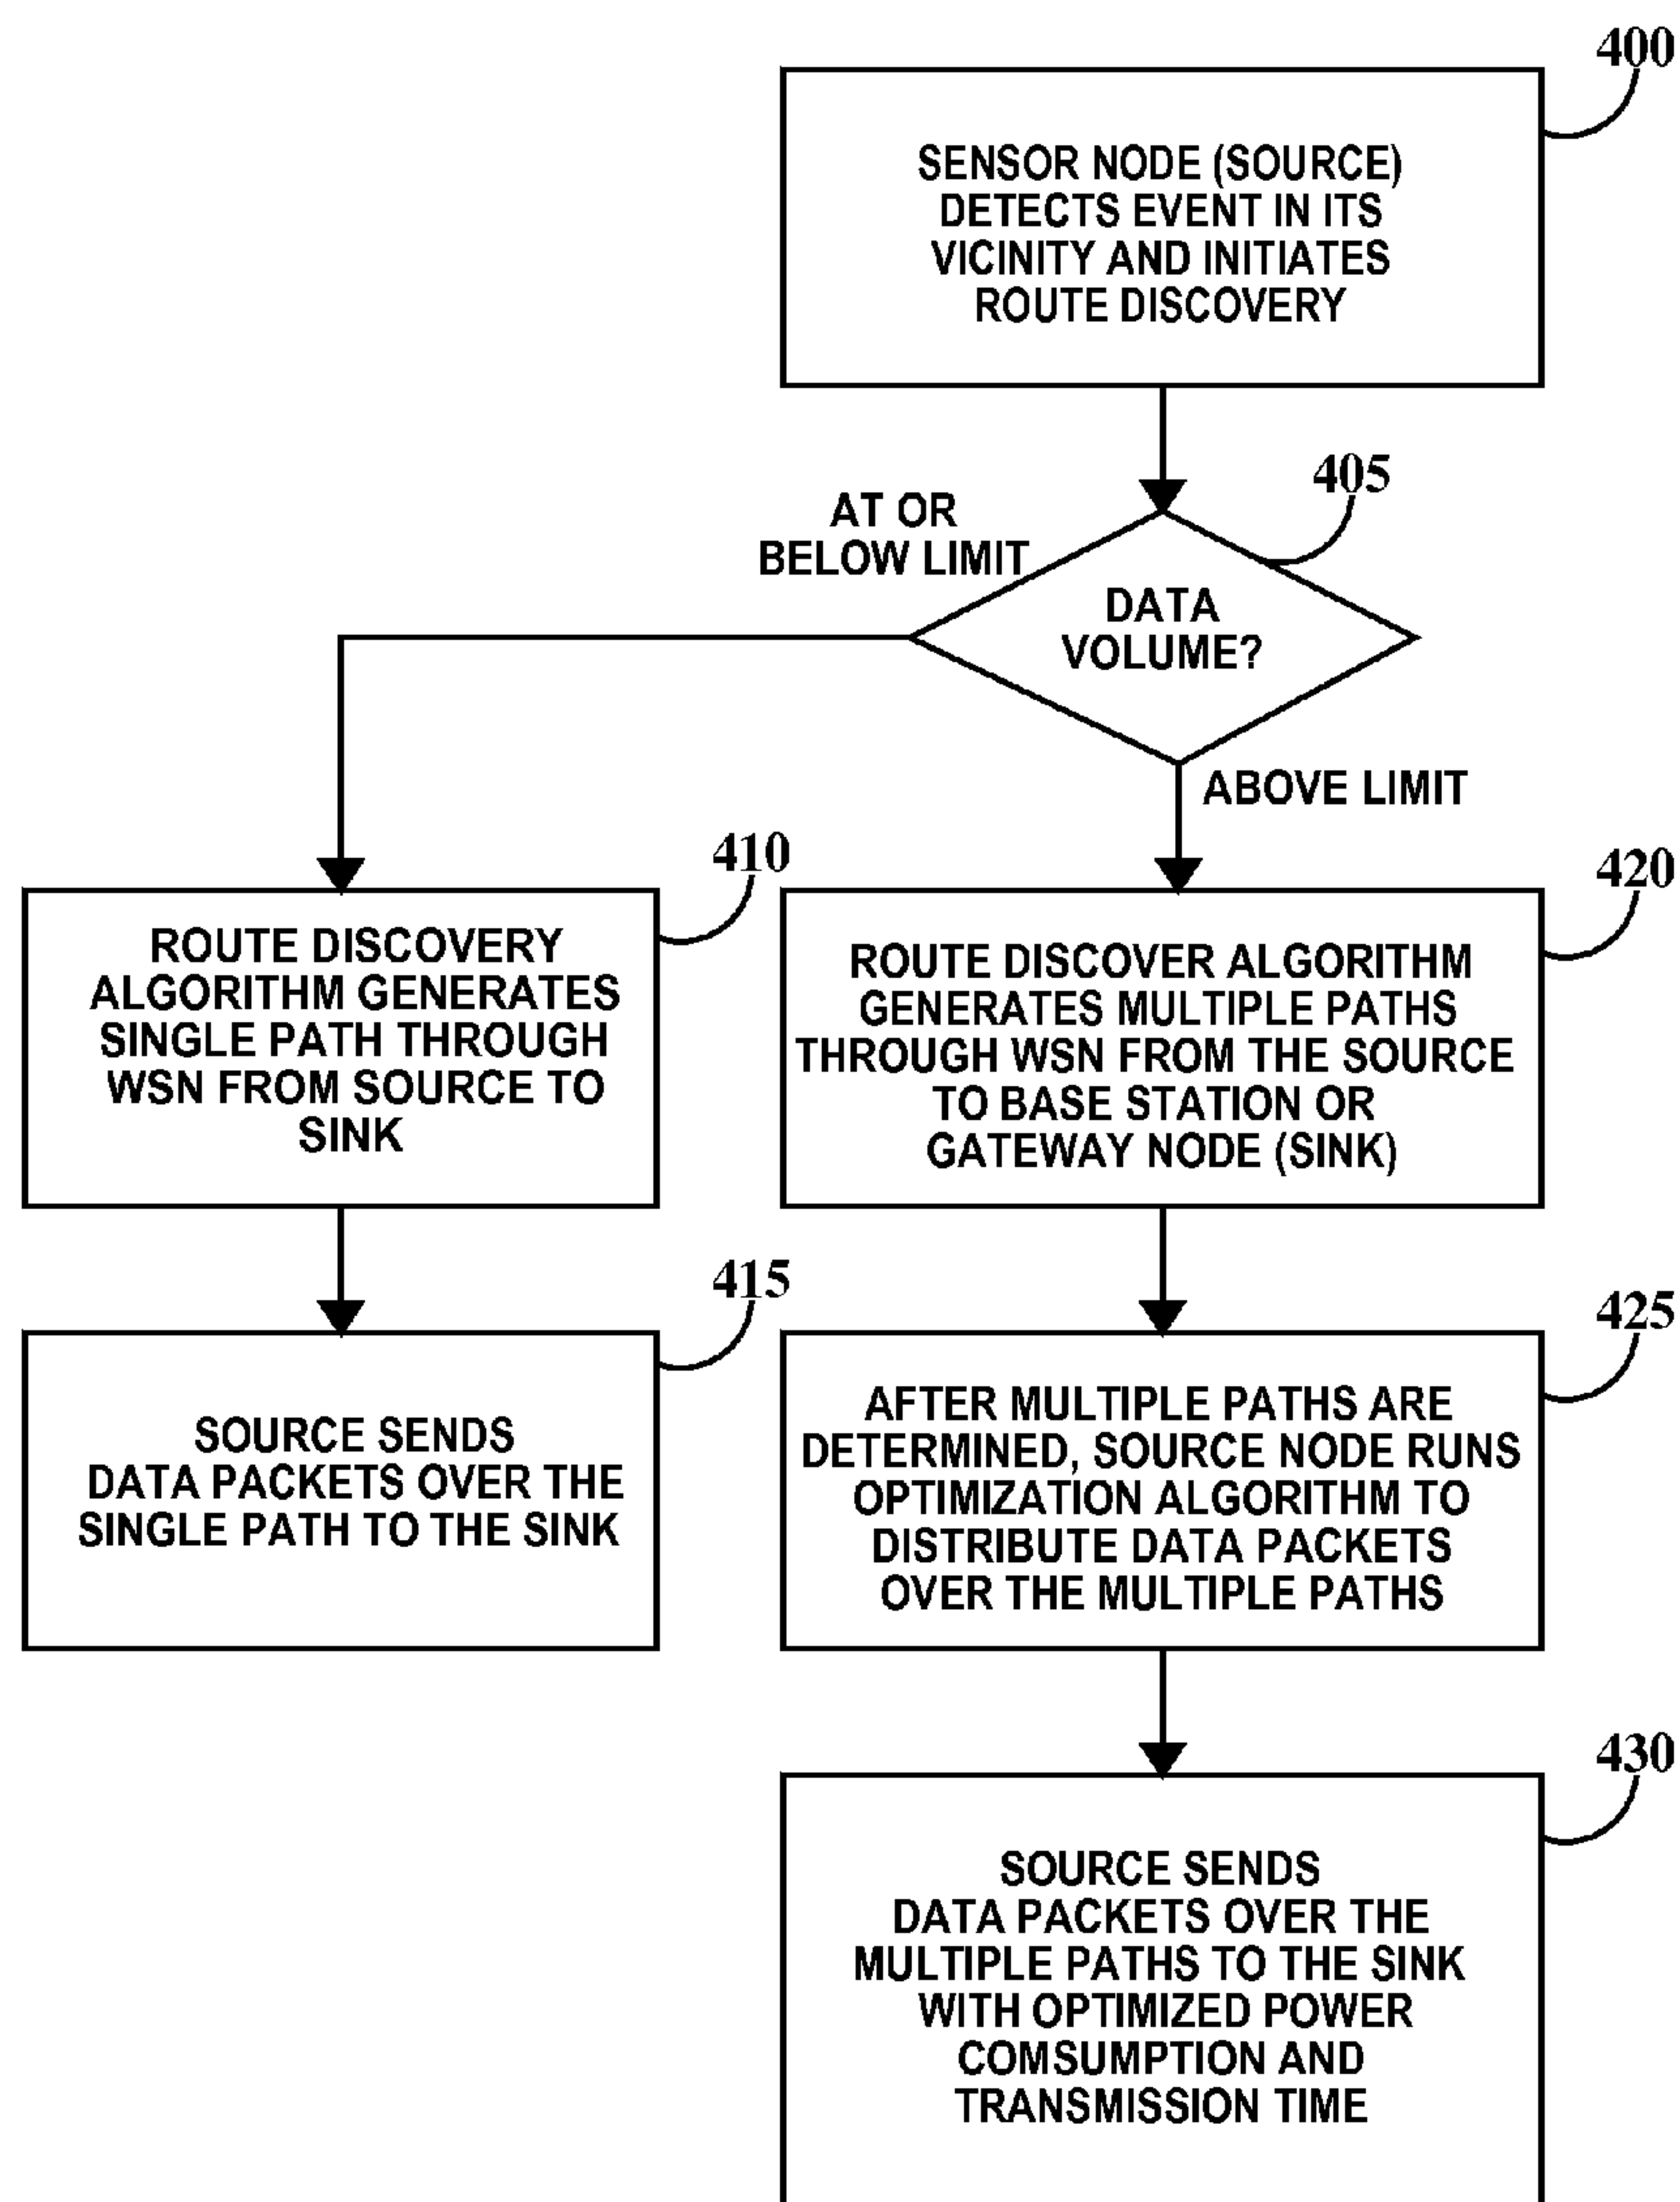 400
SENSOR NODE (SOURCE)
DETECTS EVENT IN ITS
VICINITY AND INITIATES
ROUTE DISCOVERY
405
AT OR
BELOW LIMIT
DATA
VOLUME?
ABOVE LIMIT
410
ROUTE DISCOVERY
ALGORITHM GENERATES
SINGLE PATH THROUGH
WSN FROM SOURCE TO
SINK
420
ROUTE DISCOVER ALGORITHM
GENERATES MULTIPLE PATHS
THROUGH WSN FROM THE SOURCE
TO BASE STATION OR
GATEWAY NODE (SINK)
415
SOURCE SENDS
DATA PACKETS OVER THE
SINGLE PATH TO THE SINK
425
AFTER MULTIPLE PATHS ARE
DETERMINED, SOURCE NODE RUNS
OPTIMIZATION ALGORITHM TO
DISTRIBUTE DATA PACKETS
OVER THE MULTIPLE PATHS
430
SOURCE SENDS
DATA PACKETS OVER THE
MULTIPLE PATHS TO THE SINK
WITH OPTIMIZED POWER
COMSUMPTION AND
TRANSMISSION TIME